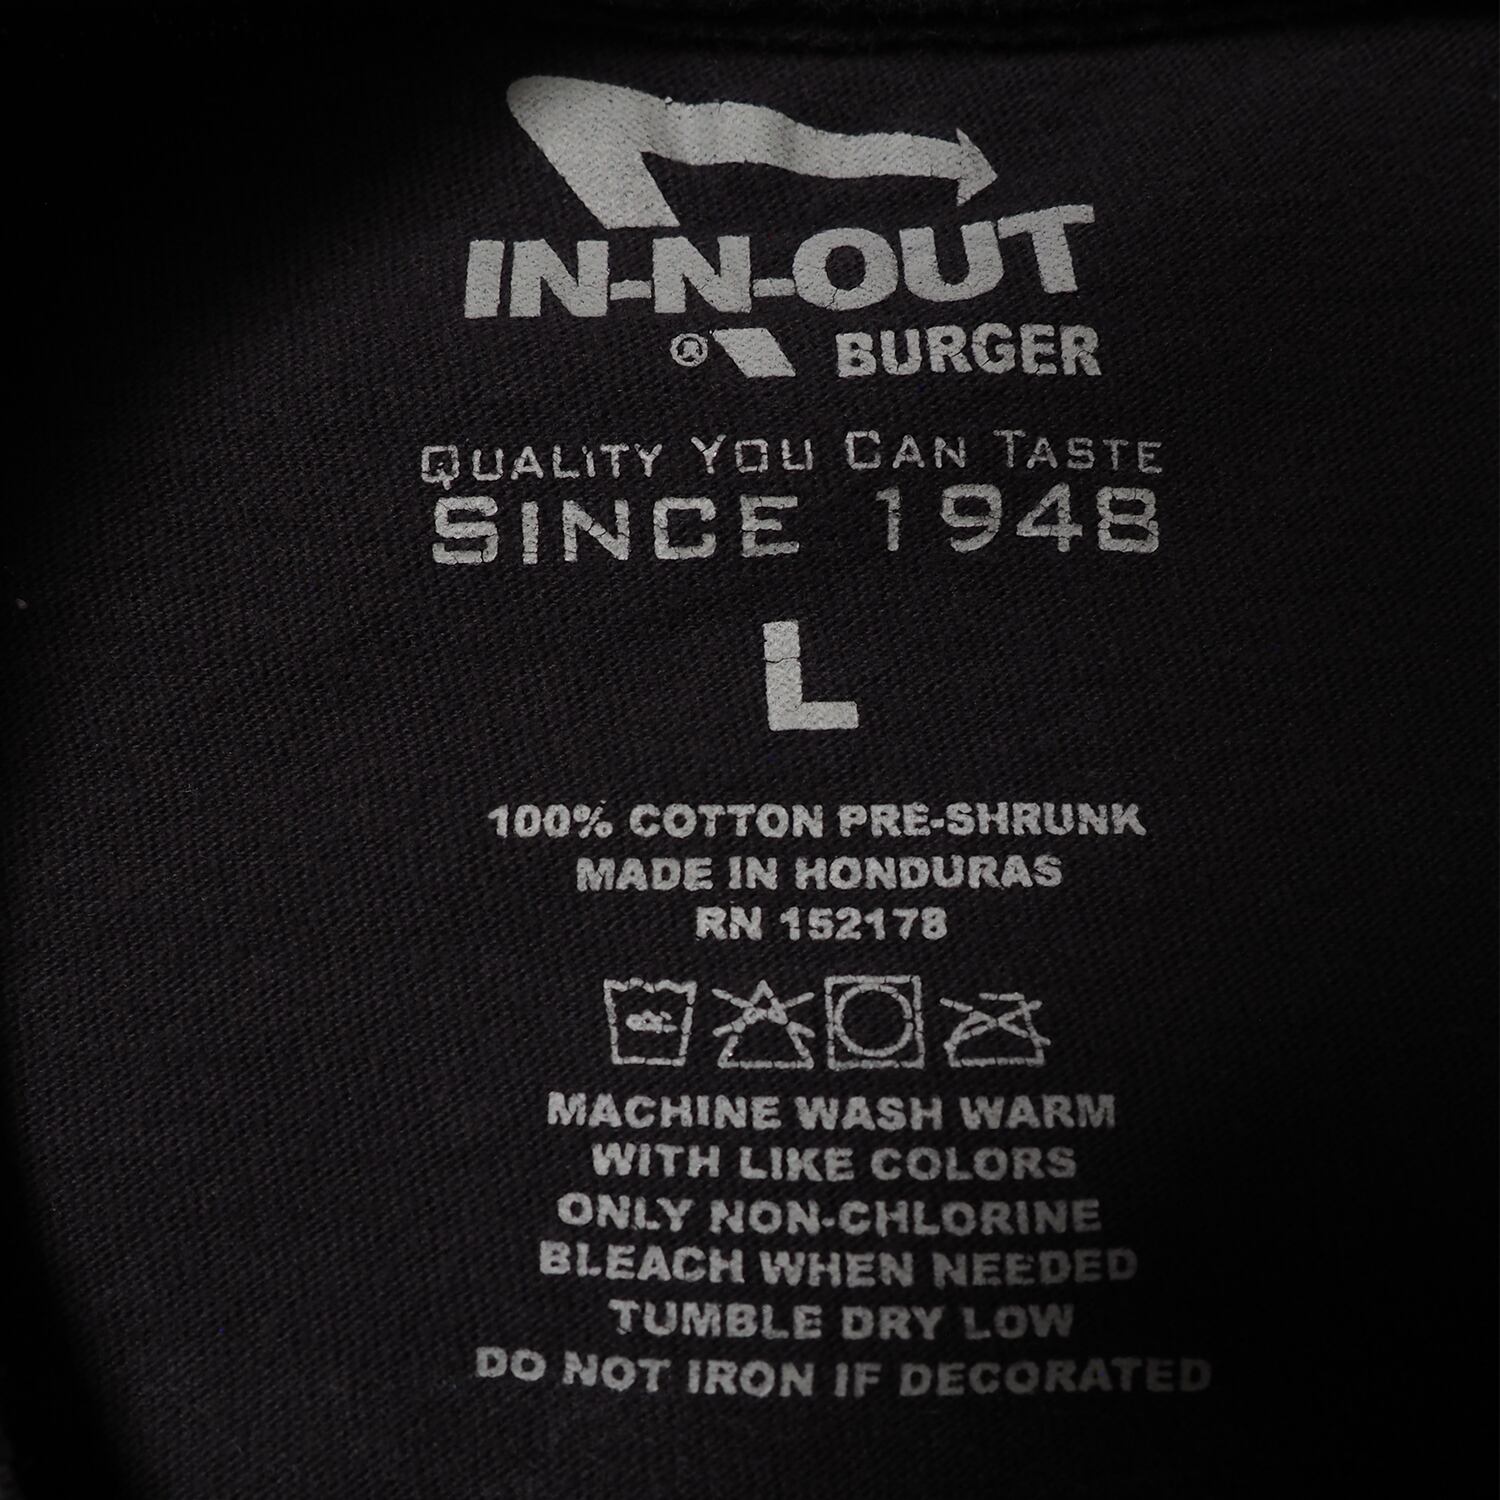 IN-N-OUT
® BURGER
QUALITY YOU CAN TASTE
SINCE 1948
L
100% COTTON PRE-SHRUNK
MADE IN HONDURAS
RN 152178
MACHINE WASH WARM
WITH LIKE COLORS
ONLY NON-CHLORINE
BLEACH WHEN NEEDED
TUMBLE DRY LOW
DO NOT IRON IF DECORATED